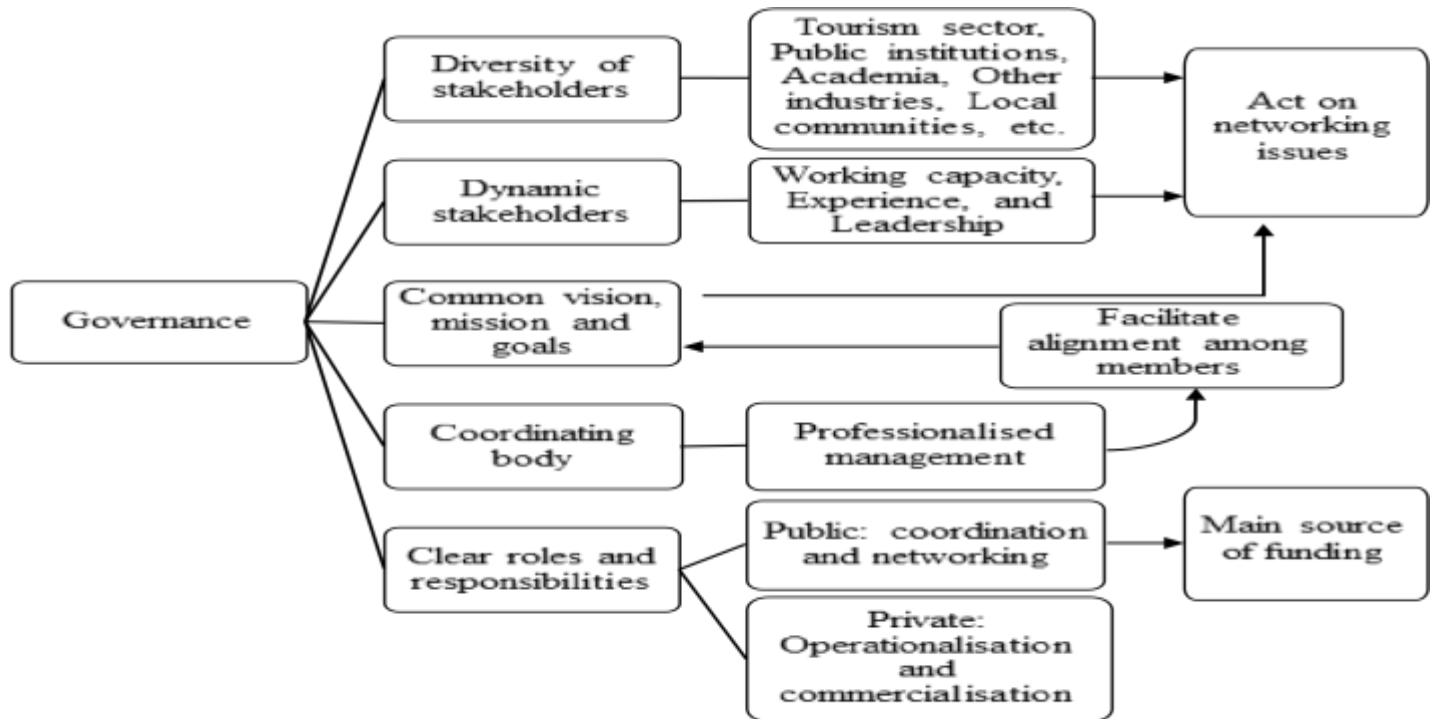 Governance
Diversity of
stakeholders
Tourism sector,
Public institutions,
Academia, Other
industries, Local
communities, etc.
Act on
networking
issues
Dynamic
stakeholders
Working capacity,
Experience, and
Leadership
Common vision,
mission and
goals
Facilitate
alignment among
members
Coordinating
body
Professionalised
management
Clear roles and
responsibilities
Public: coordination
and networking
Main source
of funding
Private:
Operationalisation
and
commercialisation